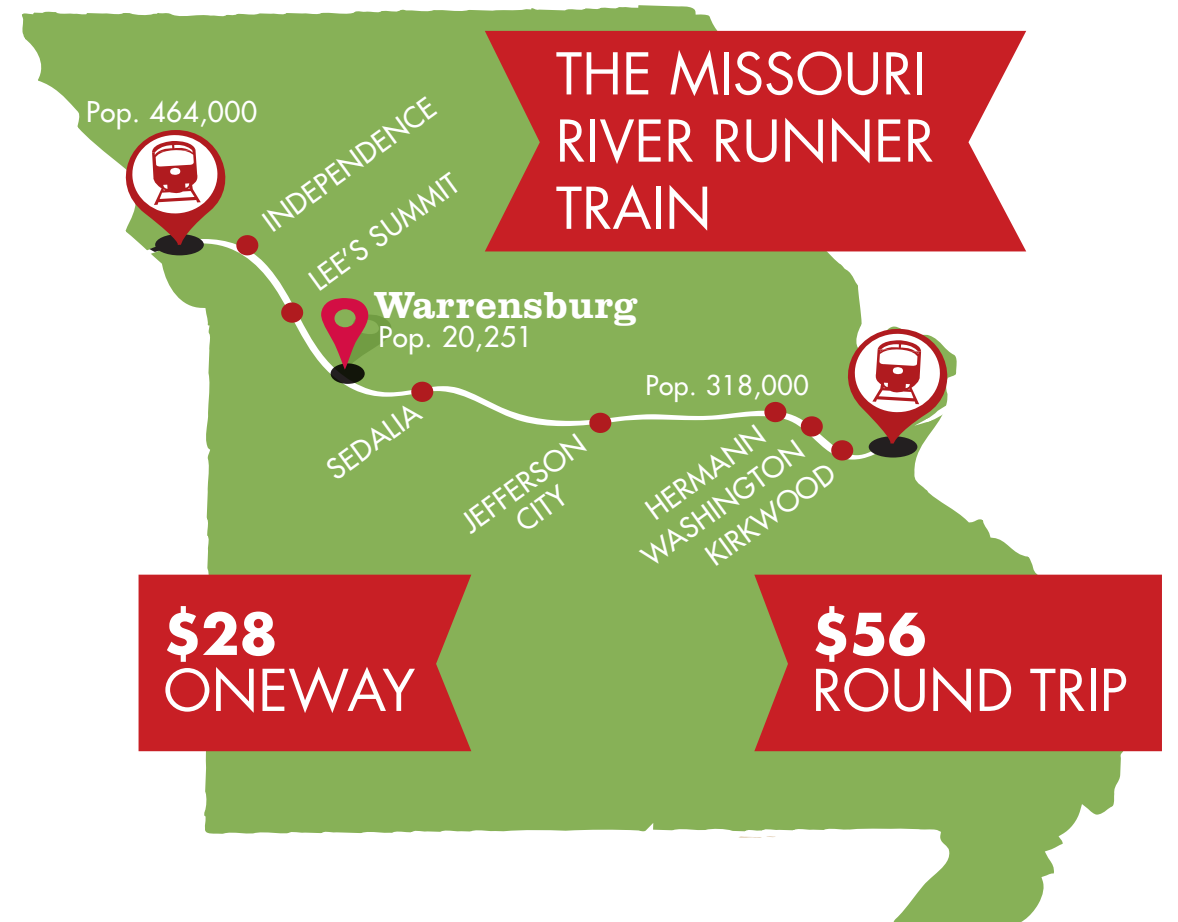 THE MISSOURI
RIVER RUNNER
TRAIN
Pop. 464,000
INDEPENDENCE
LEE'S SUMMIT
Warrensburg
Pop. 20,251
SEDALIA
JEFFERSON
CITY
Pop. 318,000
HERMANN
WASHINGTON
KIRKWOOD
$28
ONEWAY
$56
ROUND TRIP